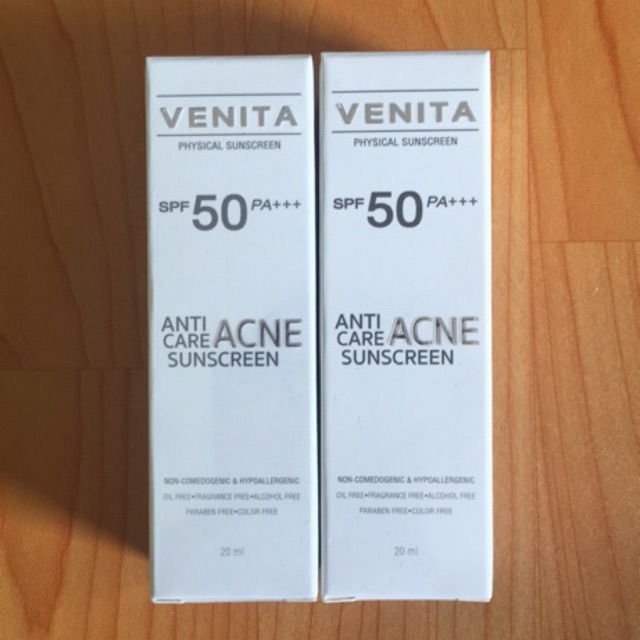 VENITA
PHYSICAL SUNSCREEN
SPF 50 PA+++
ANTI
CARE ACNE
SUNSCREEN
NON-COMEDOGENIC & HYPOALLERGENIC
OIL FREE•FRAGRANCE FREE•ALCOHOL FREE
PARABEN FREE•COLOR FREE
20 ml
VENITA
PHYSICAL SUNSCREEN
SPF 50 PA+++
ANTI
CARE ACNE
SUNSCREEN
NON-COMEDOGENIC & HYPOALLERGENIC
OIL FREE•FRAGRANCE FREE•ALCOHOL FREE
PARABEN FREE•COLOR FREE
20 ml